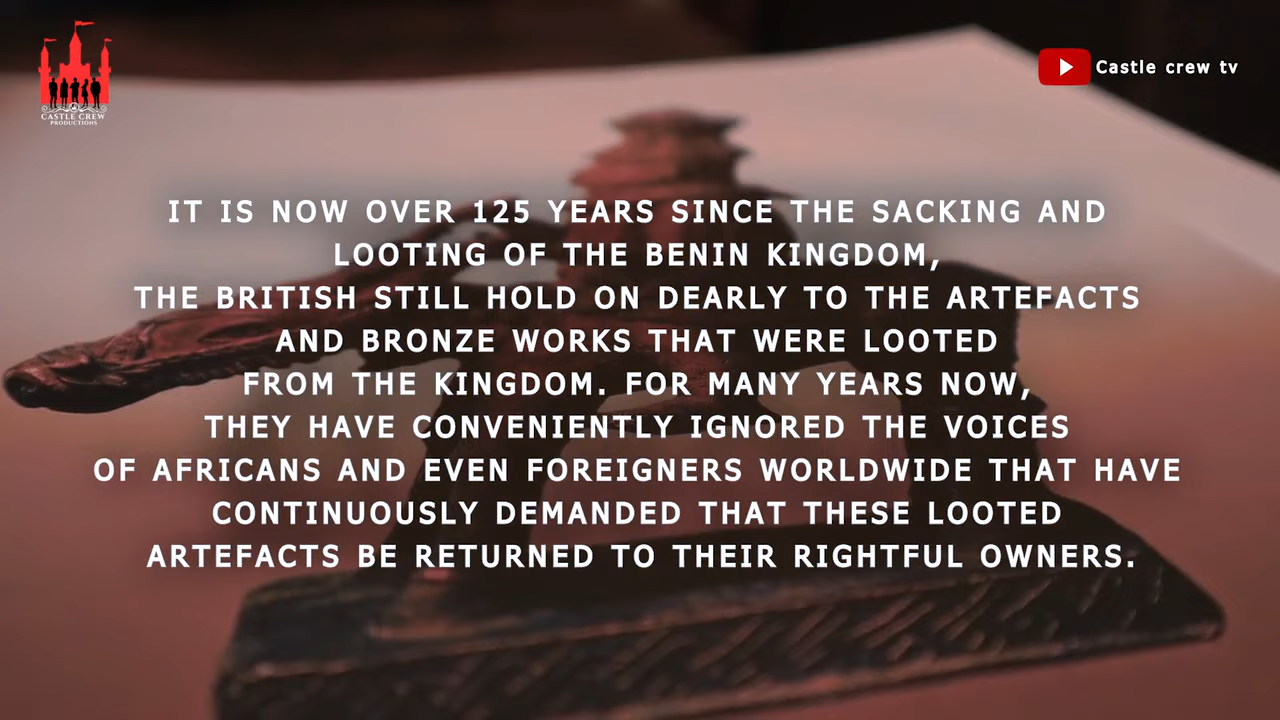 CASTLE CREW
PRODUCTIONS
Castle crew tv
IT IS NOW OVER 125 YEARS SINCE THE SACKING AND
LOOTING OF THE BENIN KINGDOM,
THE BRITISH STILL HOLD ON DEARLY TO THE ARTEFACTS
AND BRONZE WORKS THAT WERE LOOTED
FROM THE KINGDOM. FOR MANY YEARS NOW,
THEY HAVE CONVENIENTLY IGNORED THE VOICES
OF AFRICANS AND EVEN FOREIGNERS WORLDWIDE THAT HAVE
CONTINUOUSLY DEMANDED THAT THESE LOOTED
ARTEFACTS BE RETURNED TO THEIR RIGHTFUL OWNERS.